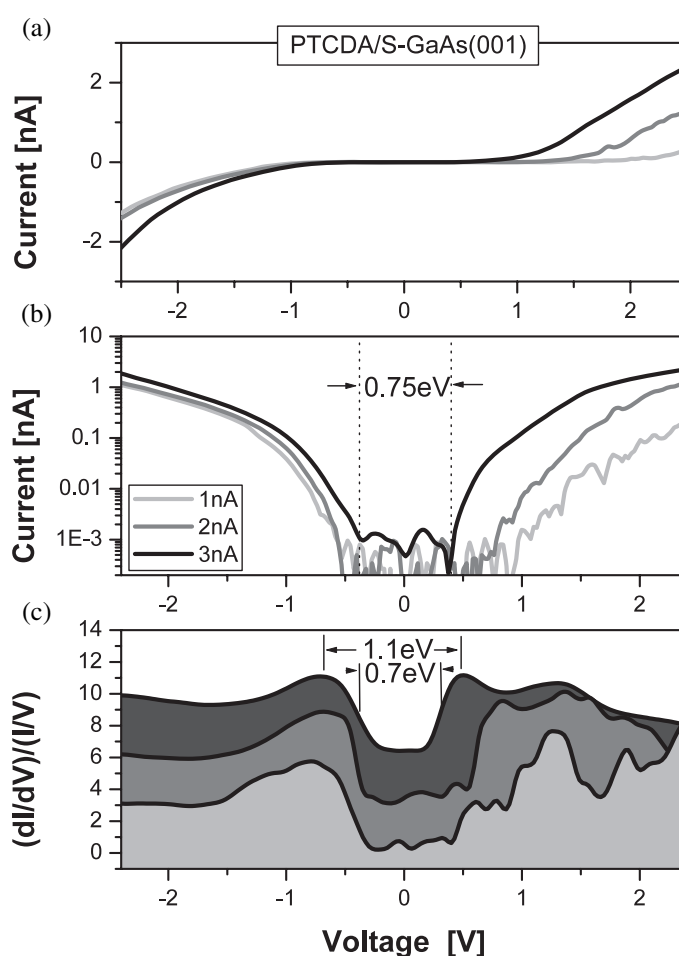 (a)
PTCDA/S-GaAs(001)
Current [nA]
2
0
-2
-2 -1 0 1 2
(b)
Current [nA]
10
1
0.1
0.01
1E-3
0.75eV
1nA
2nA
3nA
-2 -1 0 1 2
(c)
(dI/dV)/(I/V)
14
12
10
8
6
4
2
0
1.1eV
0.7eV
-2 -1 0 1 2
Voltage [V]